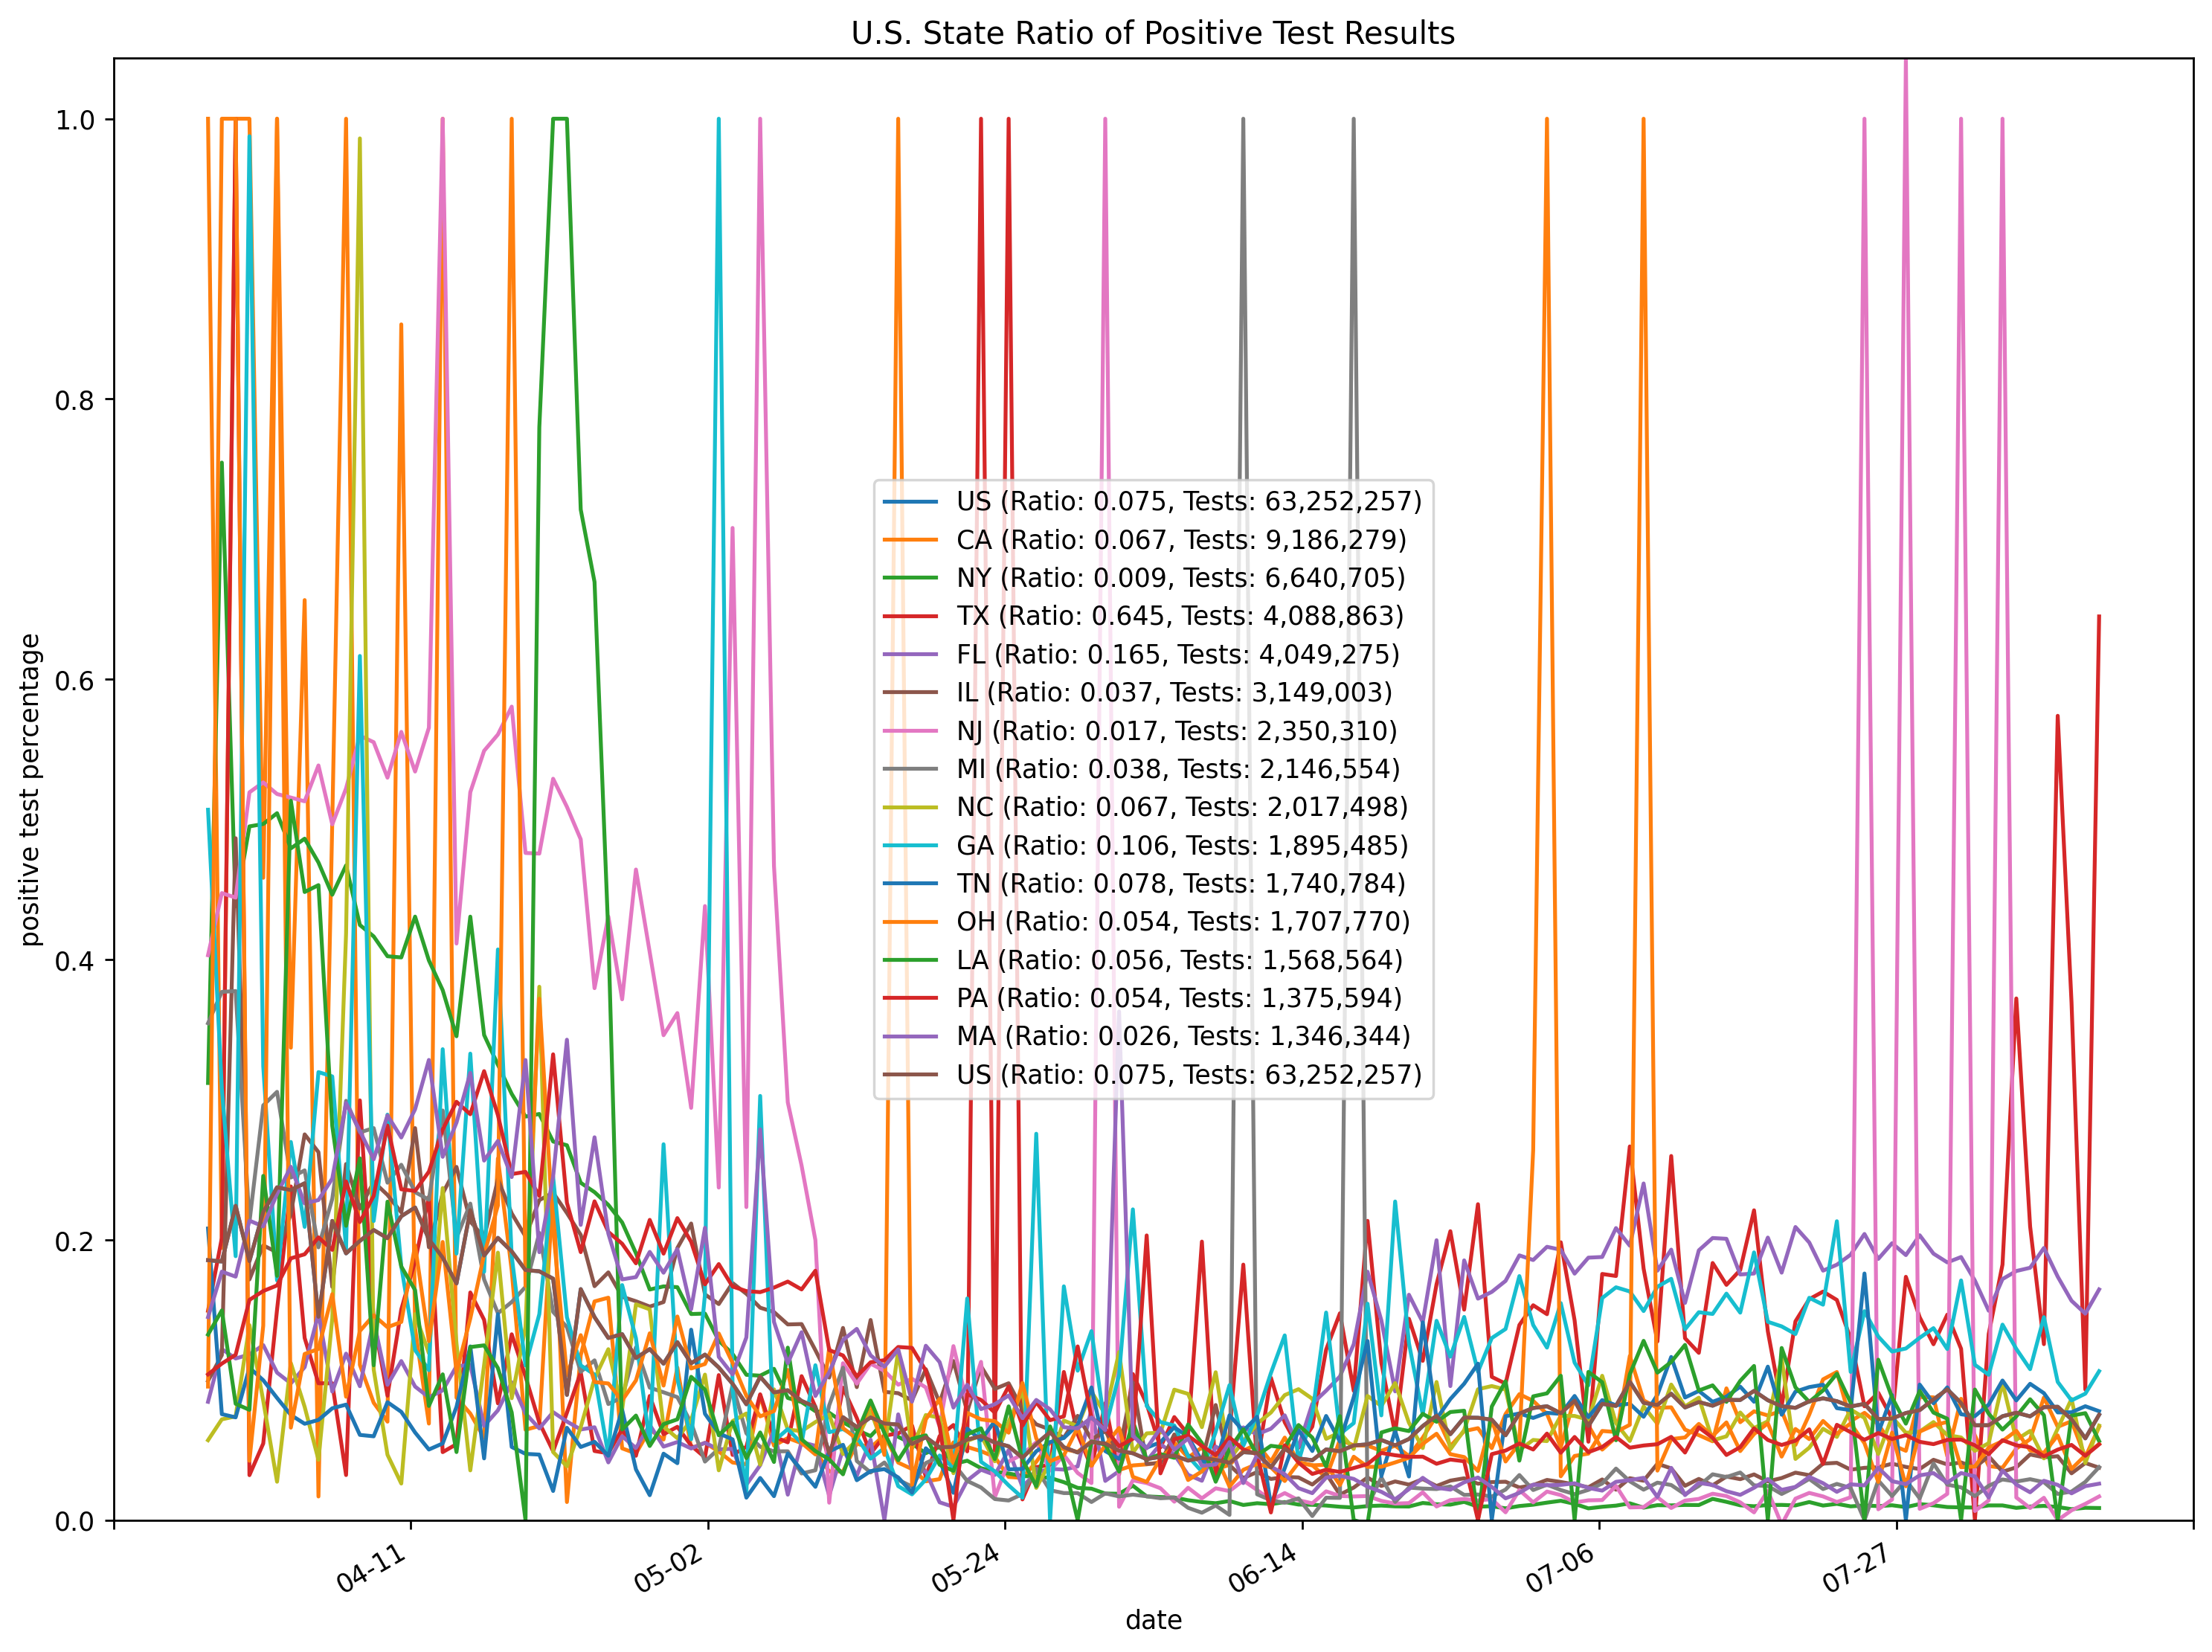 U.S. State Ratio of Positive Test Results
1.0
0.8
0.6
0.4
0.2
0.0
positive test percentage
US (Ratio: 0.075, Tests: 63,252,257)
CA (Ratio: 0.067, Tests: 9,186,279)
NY (Ratio: 0.009, Tests: 6,640,705)
TX (Ratio: 0.645, Tests: 4,088,863)
FL (Ratio: 0.165, Tests: 4,049,275)
IL (Ratio: 0.037, Tests: 3,149,003)
NJ (Ratio: 0.017, Tests: 2,350,310)
MI (Ratio: 0.038, Tests: 2,146,554)
NC (Ratio: 0.067, Tests: 2,017,498)
GA (Ratio: 0.106, Tests: 1,895,485)
TN (Ratio: 0.078, Tests: 1,740,784)
OH (Ratio: 0.054, Tests: 1,707,770)
LA (Ratio: 0.056, Tests: 1,568,564)
PA (Ratio: 0.054, Tests: 1,375,594)
MA (Ratio: 0.026, Tests: 1,346,344)
US (Ratio: 0.075, Tests: 63,252,257)
04-11
05-02
05-24
06-14
07-06
07-27
date